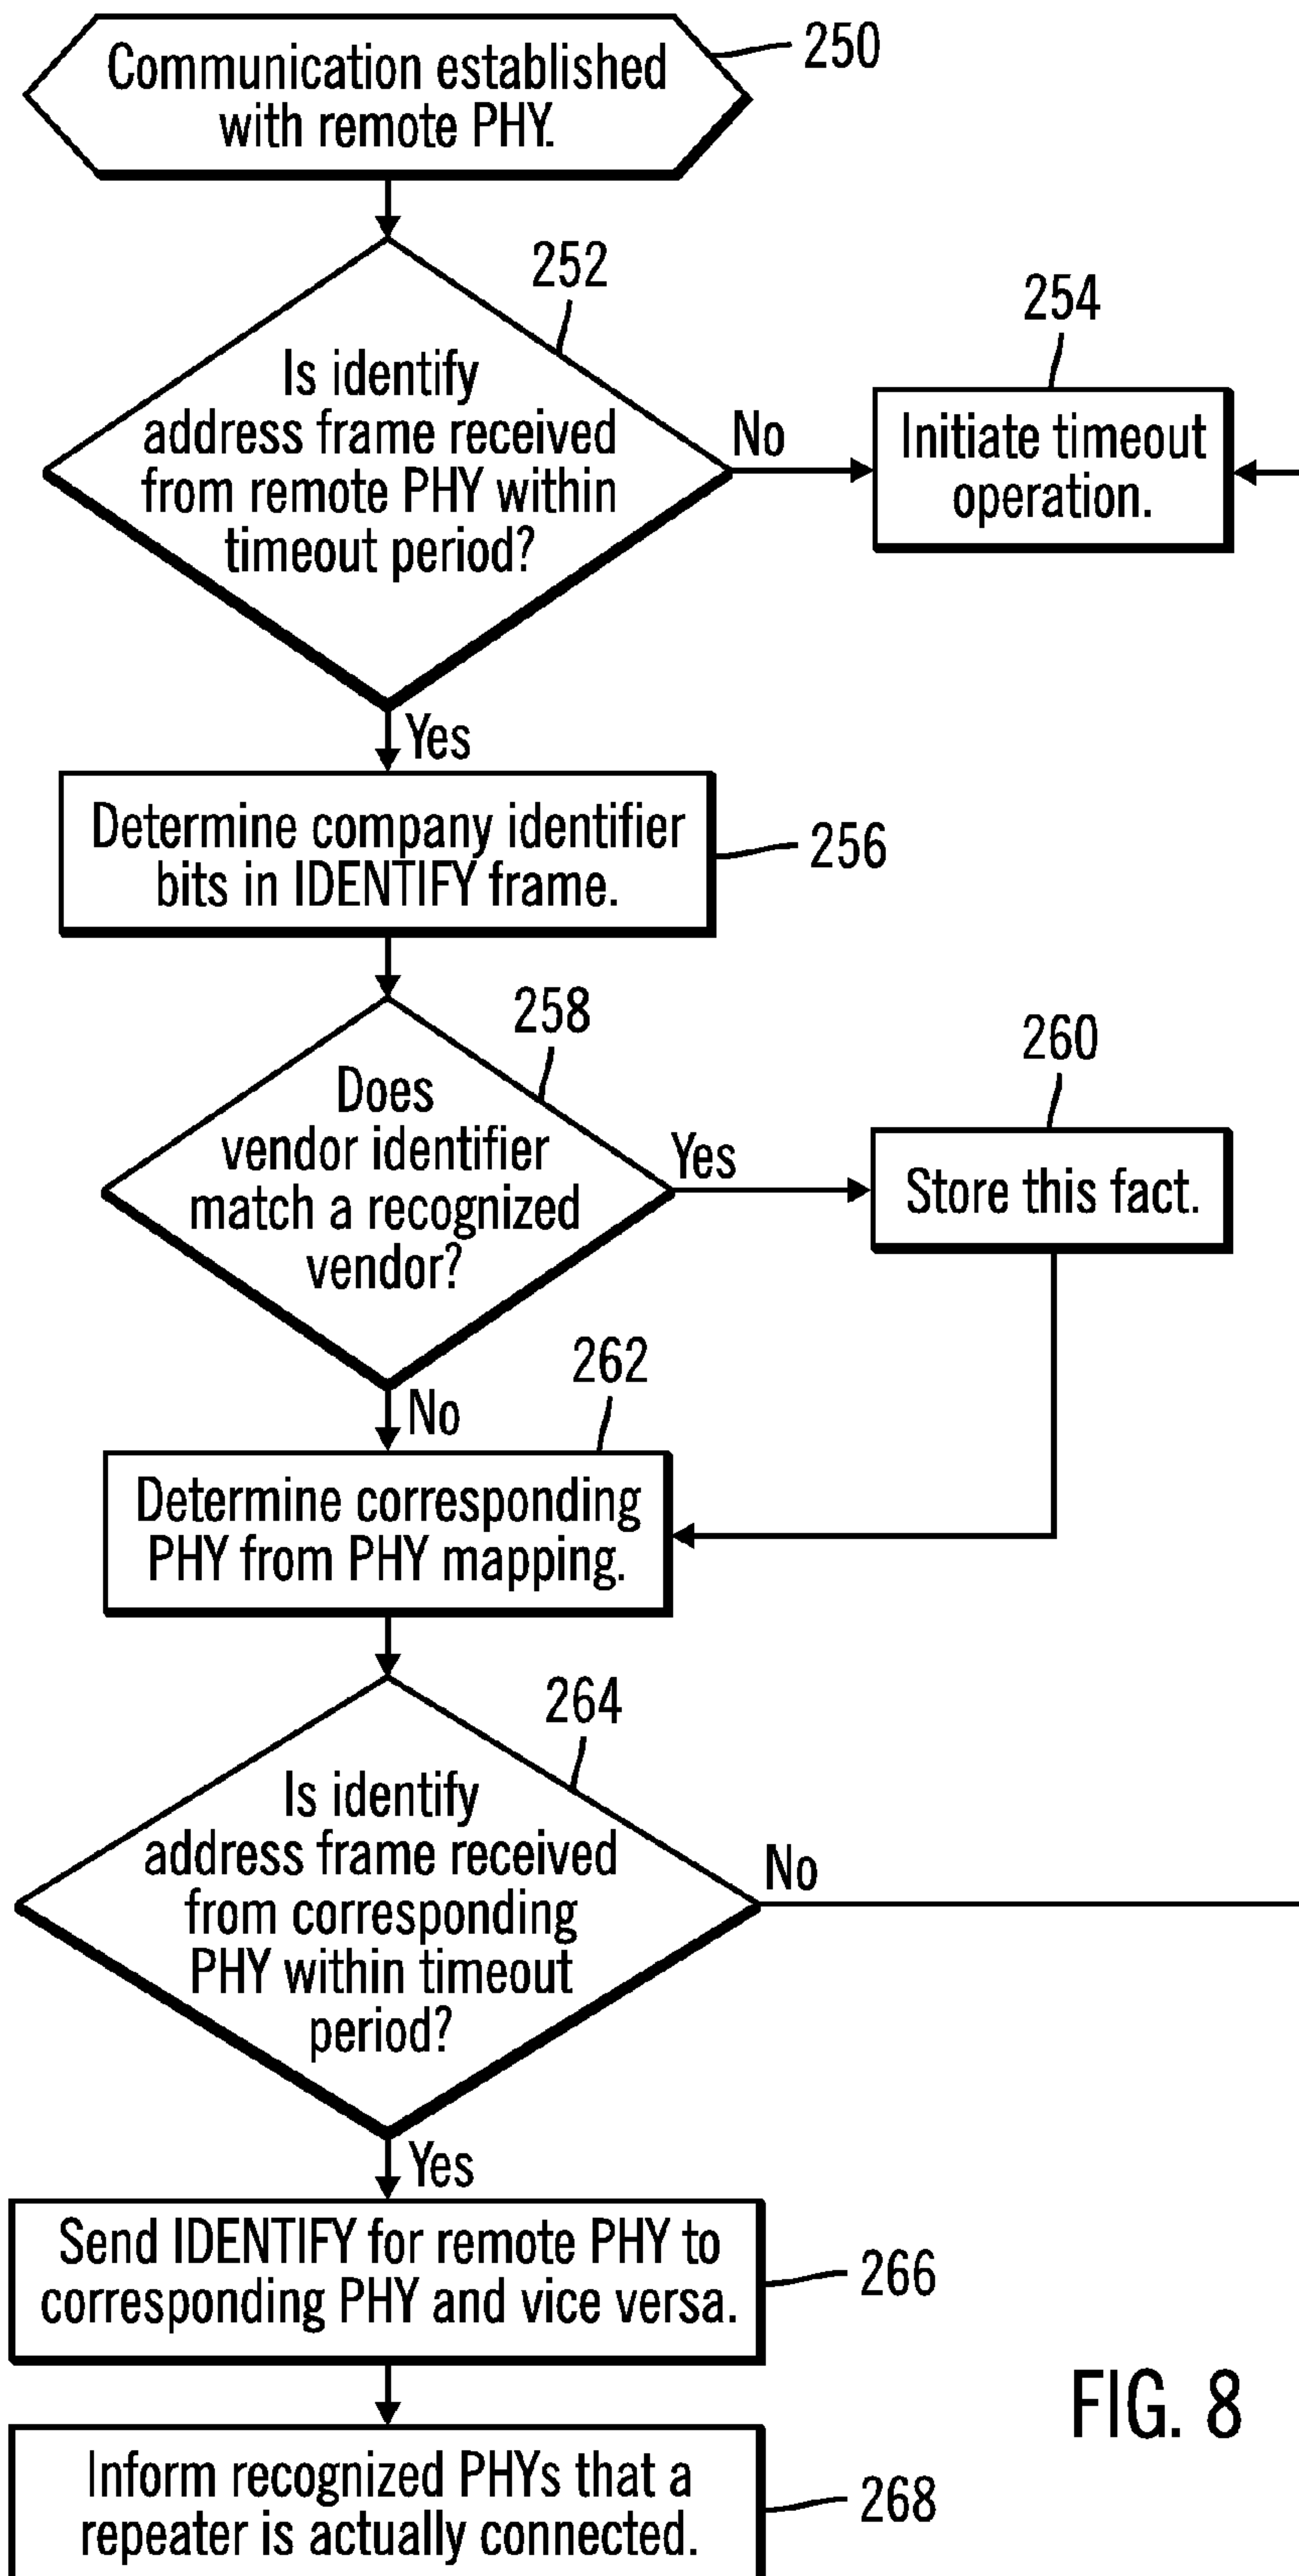 Communication established
with remote PHY.
250
252
Is identify
address frame received
from remote PHY within
timeout period?
No
254
Initiate timeout
operation.
Yes
Determine company identifier
bits in IDENTIFY frame.
256
258
Does
vendor identifier
match a recognized
vendor?
Yes
260
Store this fact.
No
262
Determine corresponding
PHY from PHY mapping.
264
Is identify
address frame received
from corresponding
PHY within timeout
period?
No
Yes
Send IDENTIFY for remote PHY to
corresponding PHY and vice versa.
266
Inform recognized PHYs that a
repeater is actually connected.
268
FIG. 8